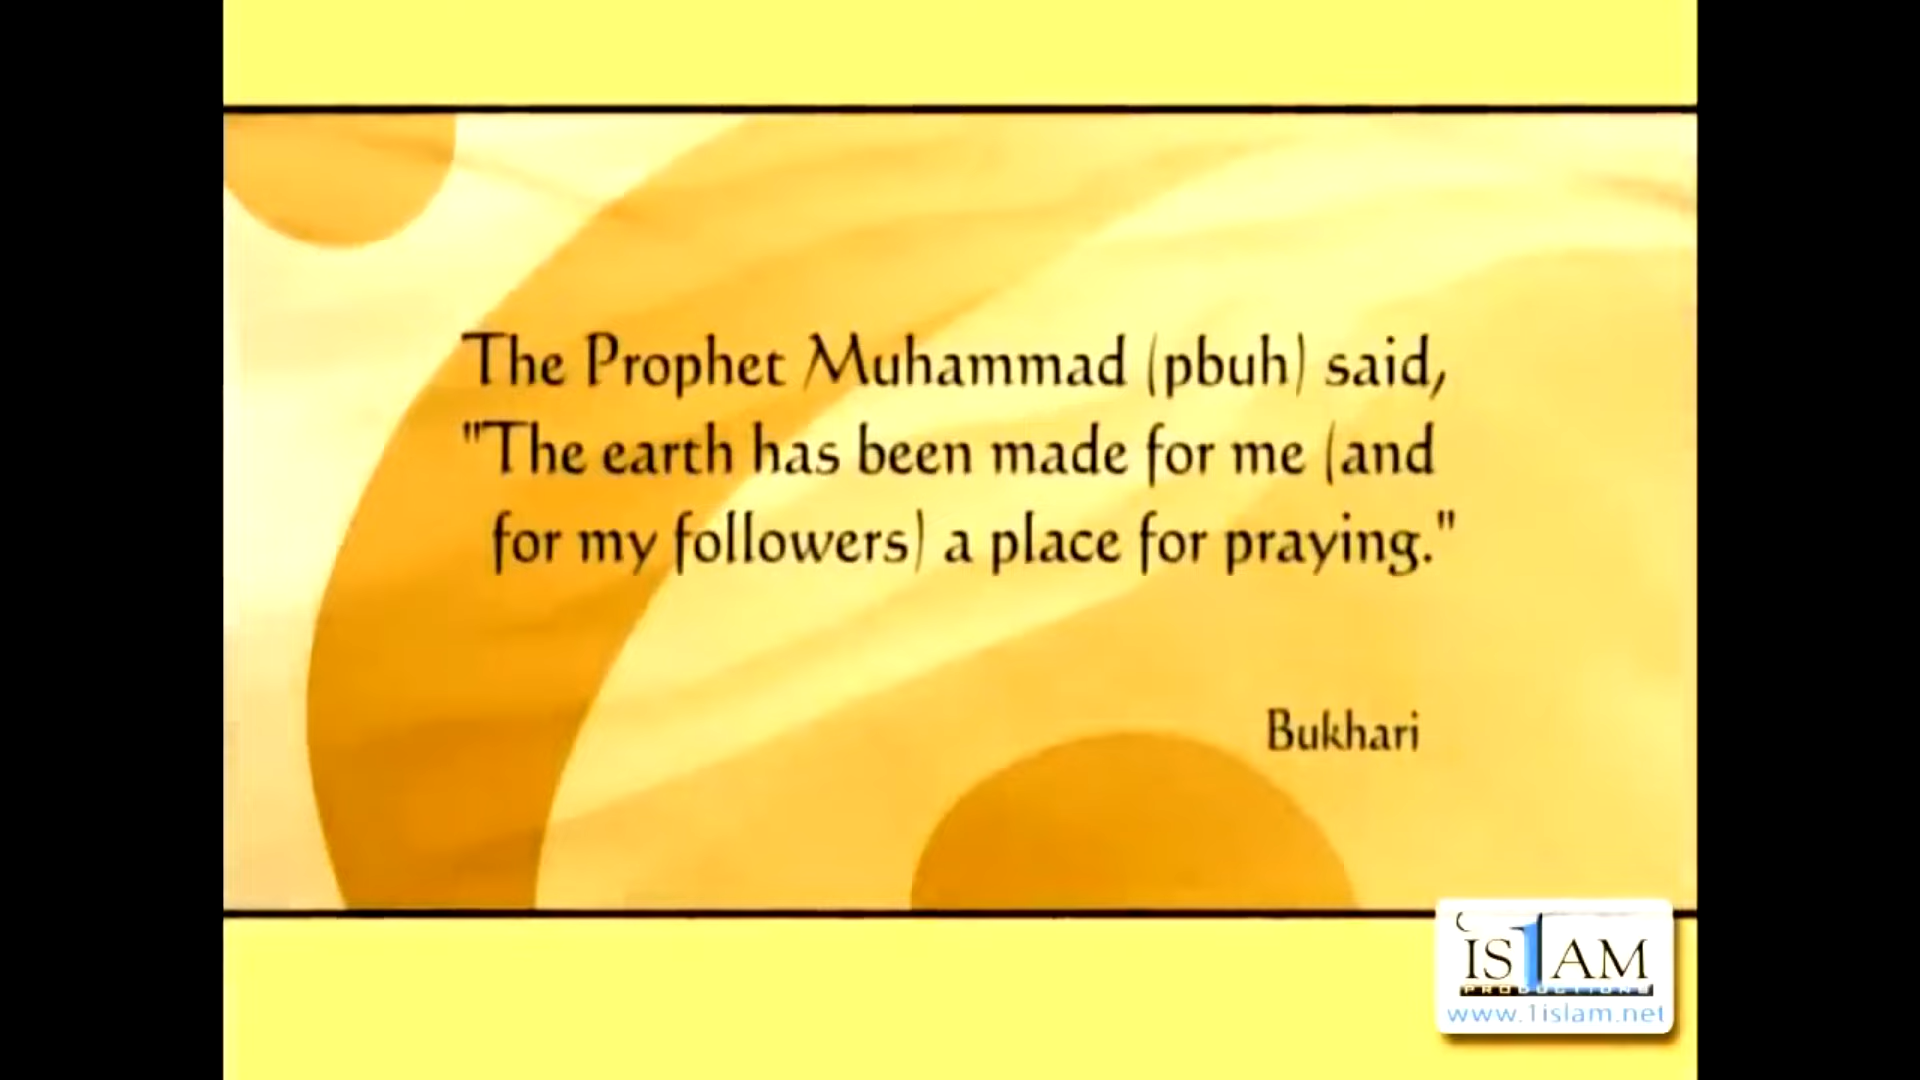 The Prophet Muhammad (pbuh) said,
"The earth has been made for me (and
for my followers) a place for praying."
Bukhari
IS1AM
PRODUCTIONS
www.1islam.net